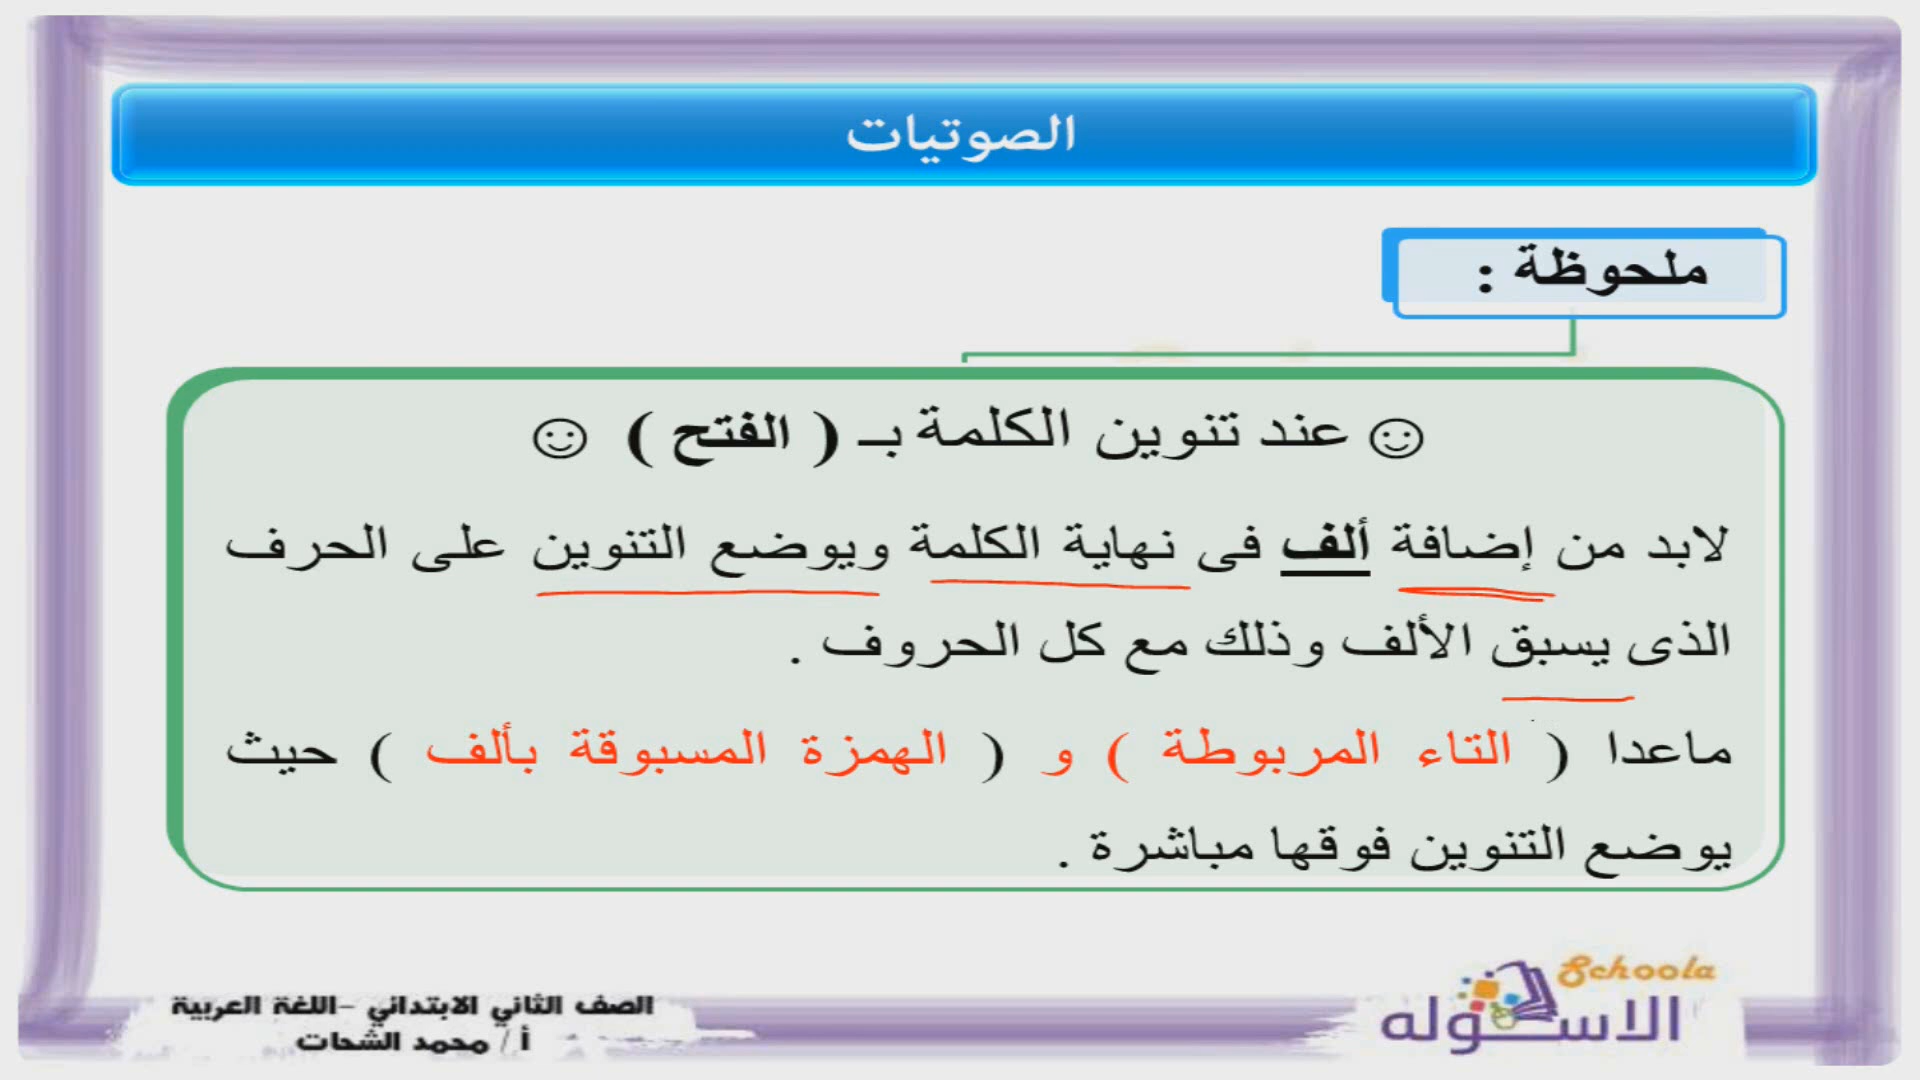 الصوتيات
ملحوظة :
☺ عند تنوين الكلمة بـ ( الفتح ) ☺
لابد من إضافة ألف فى نهاية الكلمة ويوضع التنوين على الحرف
الذى يسبق الألف وذلك مع كل الحروف .
ماعدا ( التاء المربوطة ) و ( الهمزة المسبوقة بألف ) حيث
يوضع التنوين فوقها مباشرة .
Schoola
الاسكوله
الصف الثاني الابتدائي -اللغة العربية
أ / محمد الشحات